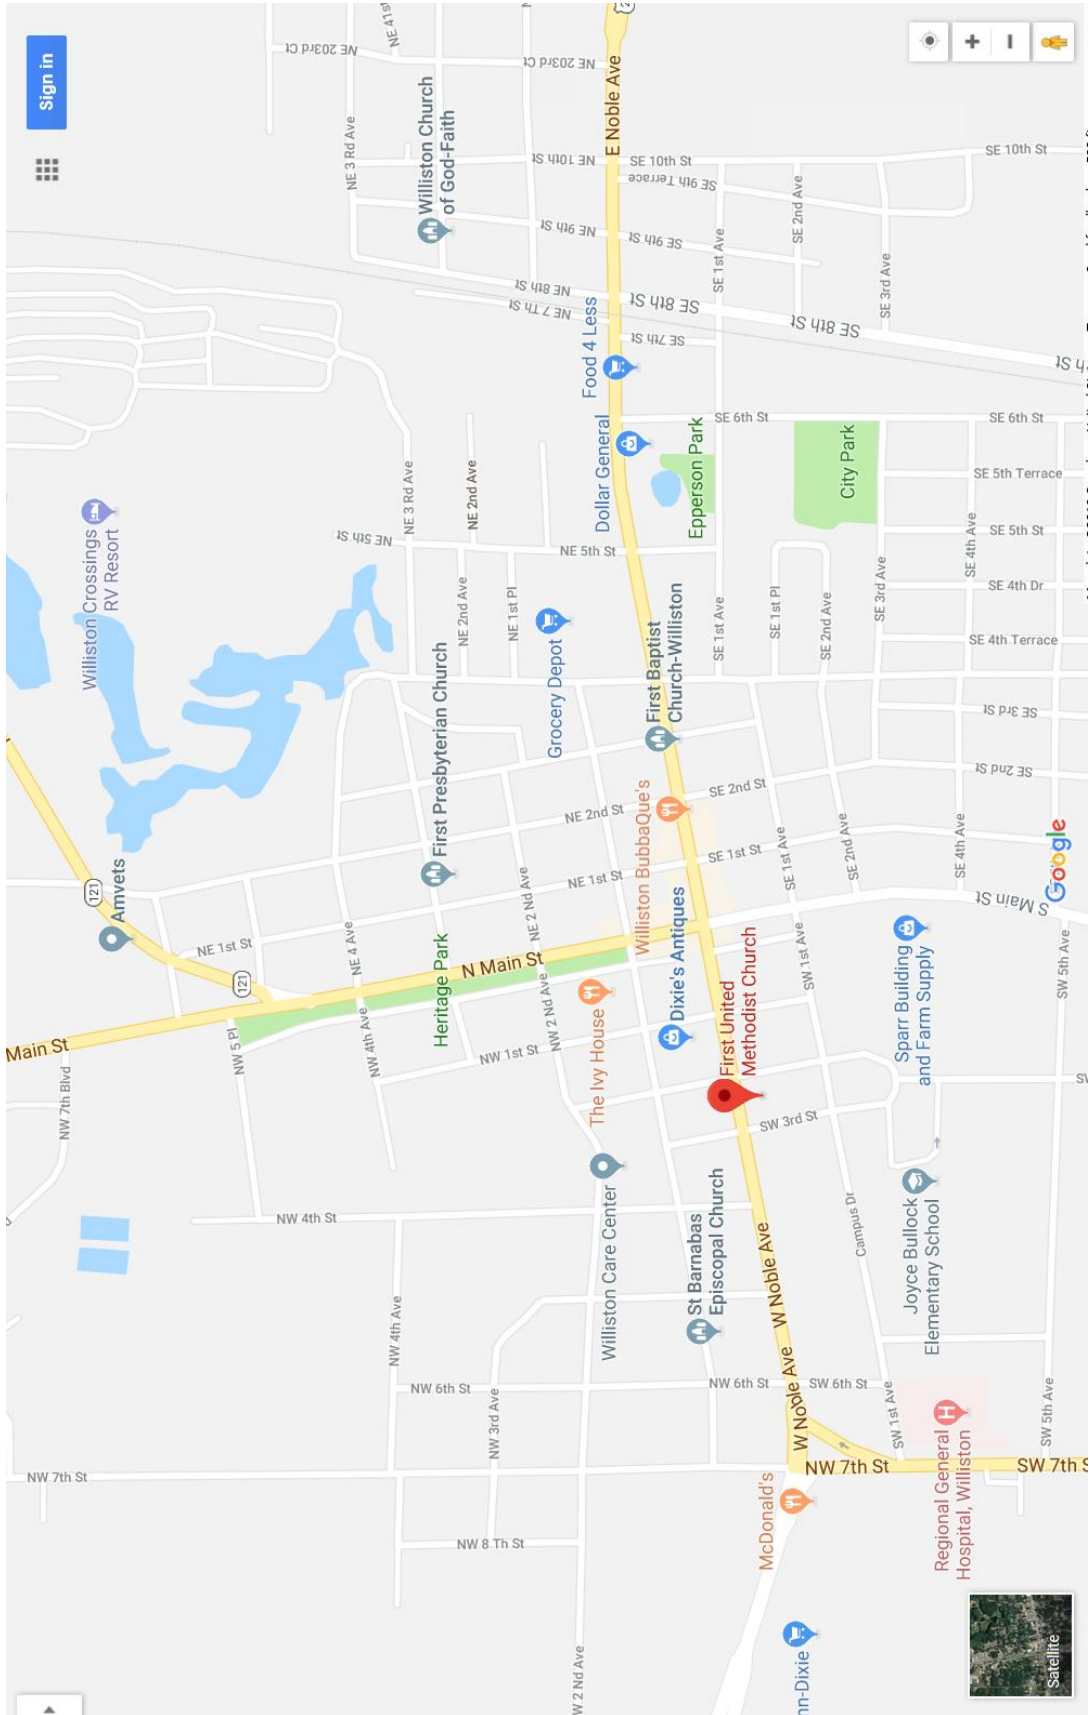 Sign in
NE 203rd Ct
NE 41st
NE 203rd Ct
E Noble Ave
NE 3 Rd Ave
Williston Church
of God-Faith
NE 10th St
SE 10th St
SE 10th St
SE 9th Terrace
SE 2nd Ave
NE 9th St
SE 9th St
SE 1st Ave
SE 3rd Ave
NE 8th St
SE 8th St
SE 8th St
NE 7 Th St
SE 7th St
Food 4 Less
Dollar General
SE 6th St
SE 6th St
Epperson Park
City Park
SE 5th Terrace
Williston Crossings
RV Resort
NE 3 Rd Ave
NE 2nd Ave
NE 5th St
NE 5th St
SE 5th St
SE 4th Ave
SE 4th Dr
NE 2nd Ave
NE 1st Pl
SE 1st Ave
SE 1st Pl
SE 2nd Ave
SE 3rd Ave
SE 4th Terrace
Grocery Depot
First Baptist
Church-Williston
First Presbyterian Church
SE 3rd St
SE 2nd St
NE 2nd St
SE 2nd St
Williston BubbaQue's
121
Amvets
NE 1st St
SE 1st St
SE 1st Ave
SE 2nd Ave
SE 4th Ave
Google
S Main St
NE 1st St
NE 4 Ave
NE 2 Nd Ave
N Main St
Heritage Park
121
Dixie's Antiques
First United
Methodist Church
SW 1st Ave
Sparr Building
and Farm Supply
SW 5th Ave
Main St
NW 5 Pl
NW 4th Ave
NW 2 Nd Ave
NW 1st St
The Ivy House
NW 7th Blvd
SW 3rd St
Williston Care Center
St Barnabas
Episcopal Church
NW 4th St
W Noble Ave
Campus Dr
Joyce Bullock
Elementary School
NW 4th Ave
NW 6th St
NW 3rd Ave
NW 6th St
W Noble Ave
SW 6th St
SW 1st Ave
SW 5th Ave
NW 7th St
W Noble Ave
NW 7th St
SW 7th S
Regional General
Hospital, Williston
McDonald's
NW 8 Th St
W 2 Nd Ave
nn-Dixie
Satellite